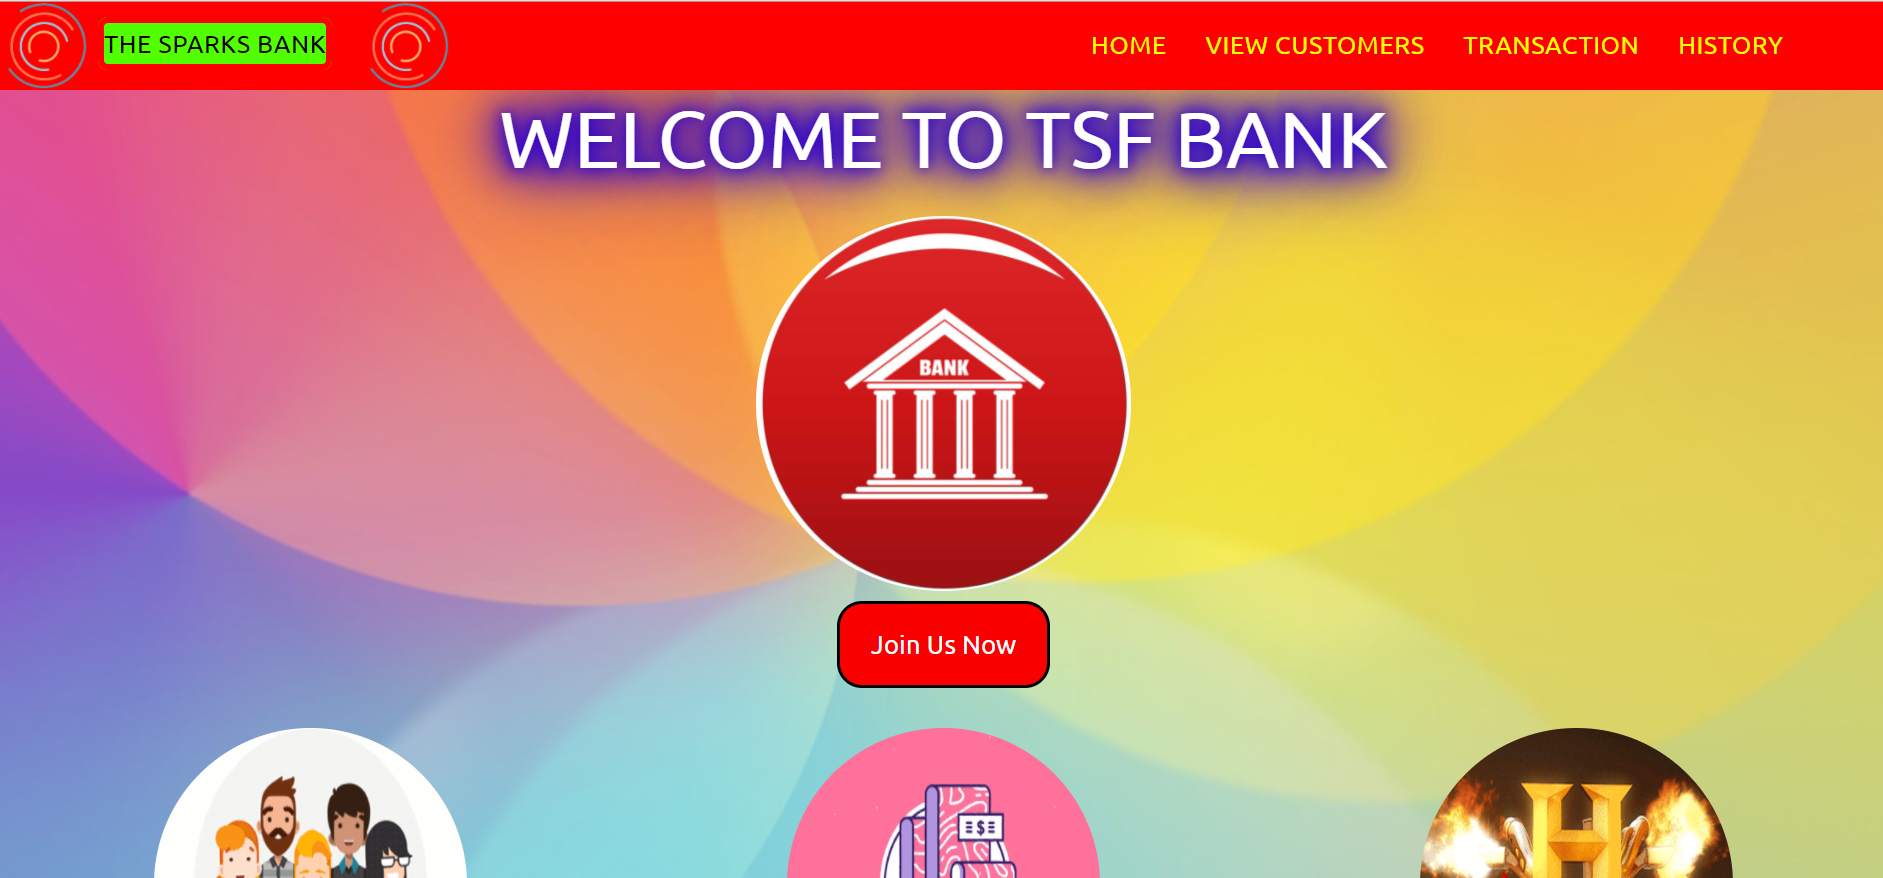 THE SPARKS BANK
HOME VIEW CUSTOMERS TRANSACTION HISTORY
WELCOME TO TSF BANK
BANK
Join Us Now
$
H